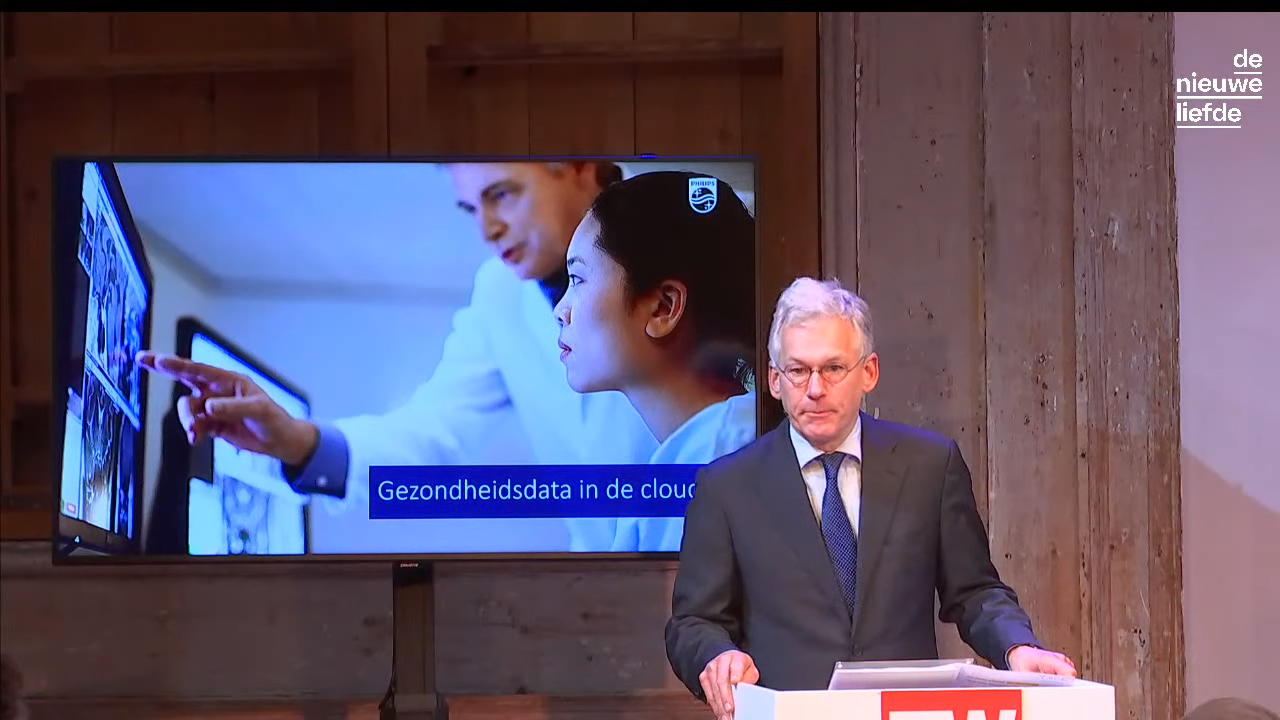 de
nieuwe
liefde
PHILIPS
Gezondheidsdata in de cloud